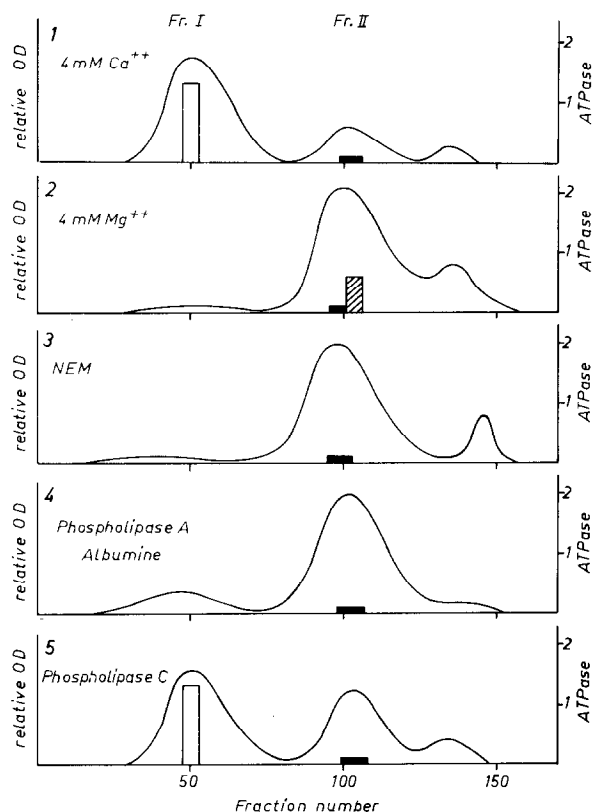 Fr. I Fr. II
1
4 mM Ca++
relative OD
2
1
ATPase
2
4 mM Mg++
relative OD
2
1
ATPase
3
NEM
relative OD
2
1
ATPase
4
Phospholipase A
Albumine
relative OD
2
1
ATPase
5
Phospholipase C
relative OD
2
1
ATPase
50 100 150
Fraction number